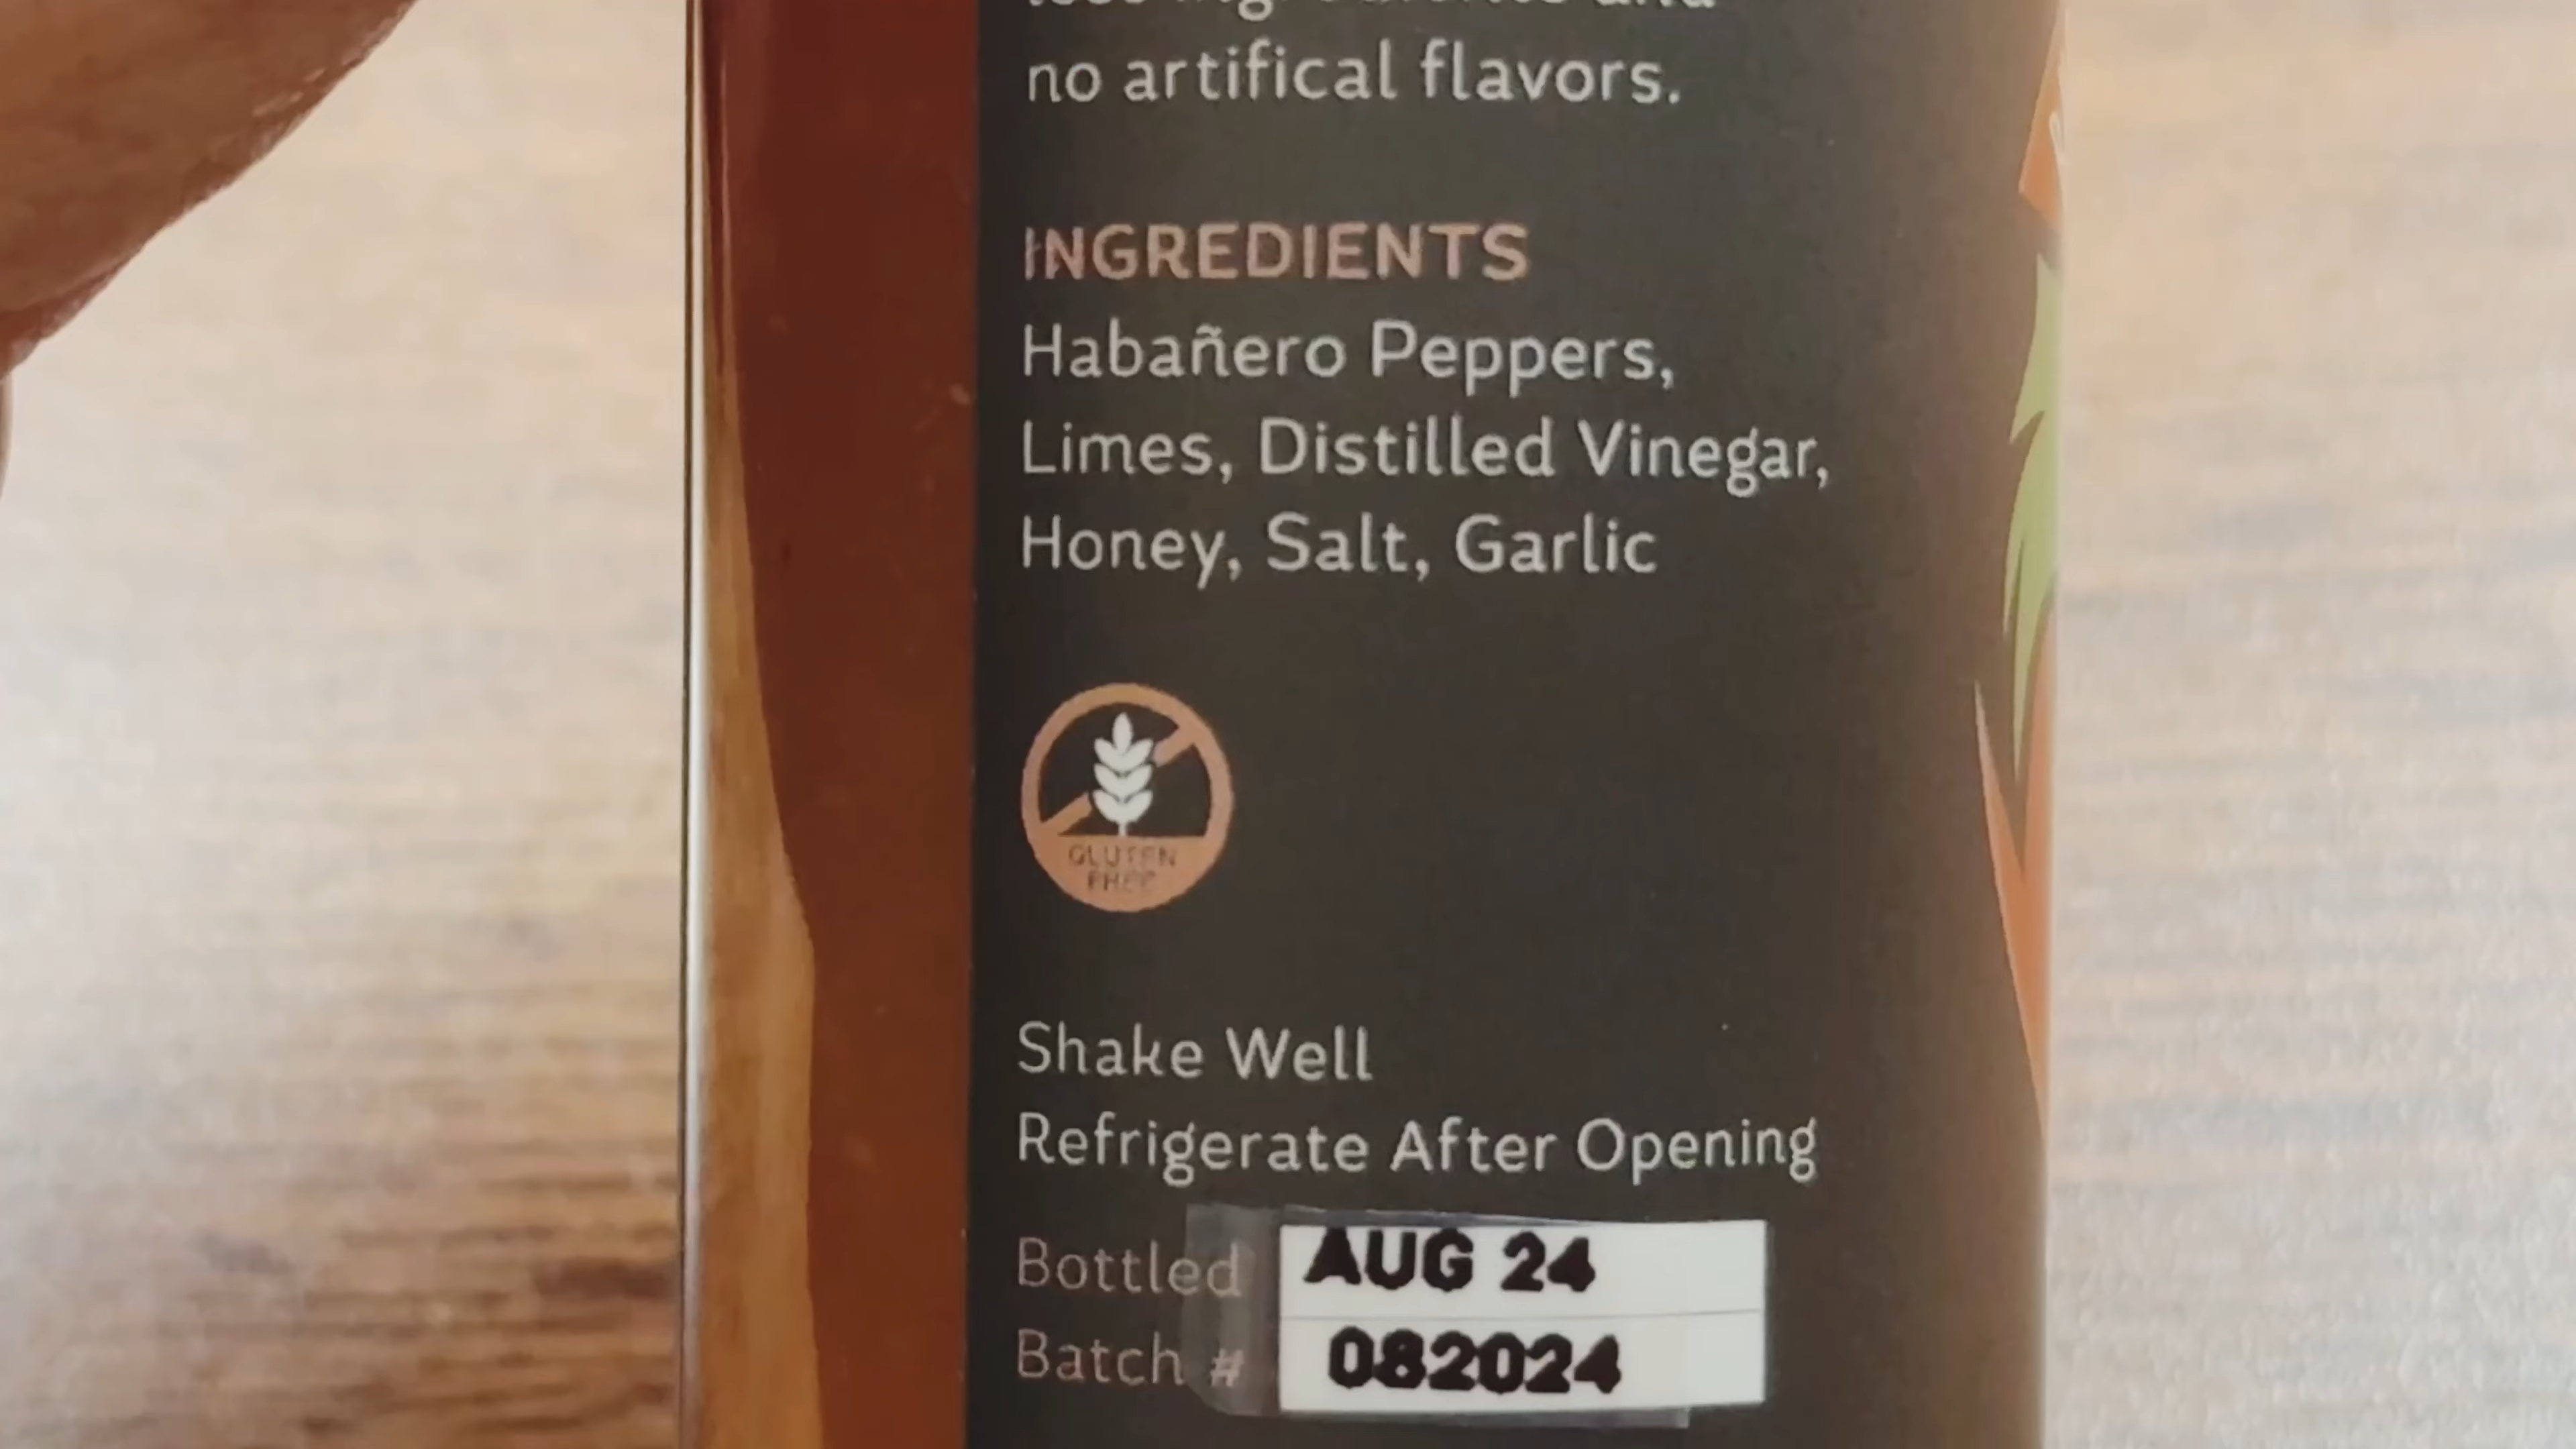 no artifical flavors.
INGREDIENTS
Habañero Peppers,
Limes, Distilled Vinegar,
Honey, Salt, Garlic
GLUTEN
FREE
Shake Well
Refrigerate After Opening
Bottled AUG 24
Batch # 082024